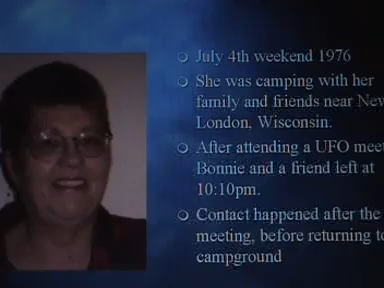 July 4th weekend 1976
She was camping with her
family and friends near New
London, Wisconsin.
After attending a UFO
Bonnie and a friend left at
10:10pm.
Contact happened after the
meeting, before returning to
campground